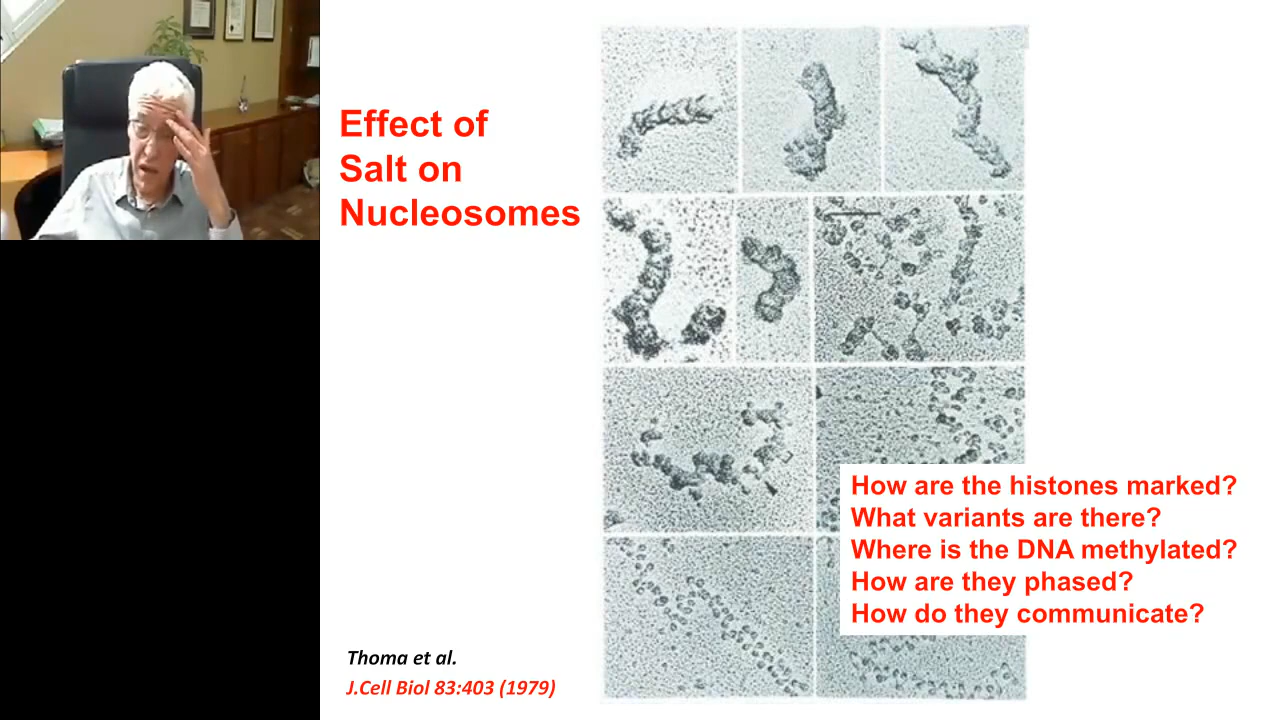 Effect of
Salt on
Nucleosomes
How are the histones marked?
What variants are there?
Where is the DNA methylated?
How are they phased?
How do they communicate?
Thoma et al.
J.Cell Biol 83:403 (1979)